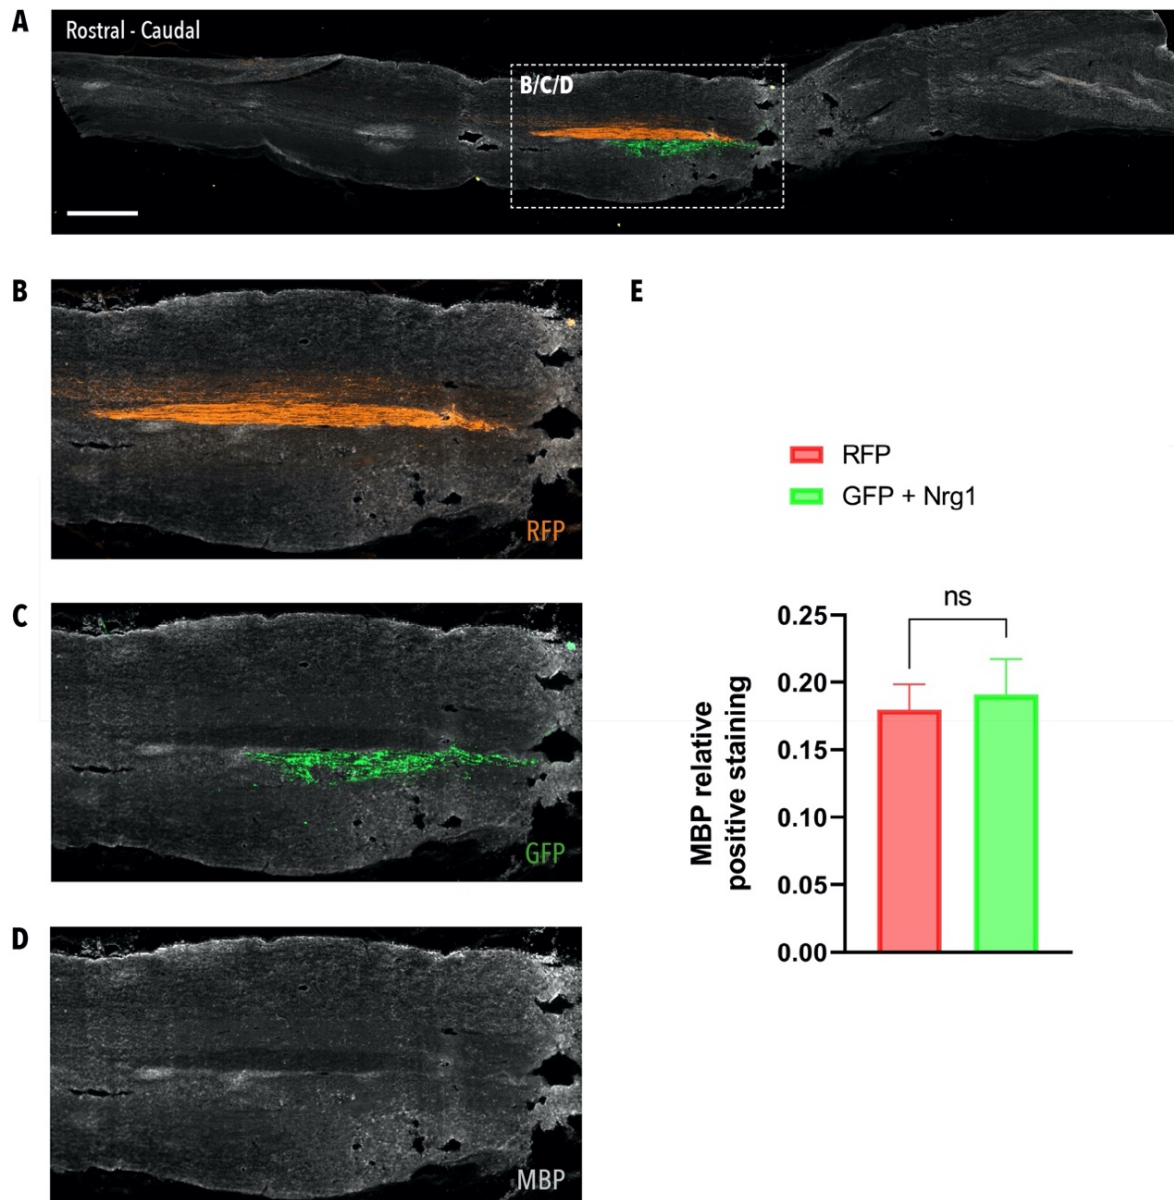 A
Rostral - Caudal
B/C/D
B
RFP
C
GFP
D
MBP
E
RFP
GFP + Nrg1
ns
MBP relative
positive staining
0.25
0.20
0.15
0.10
0.05
0.00